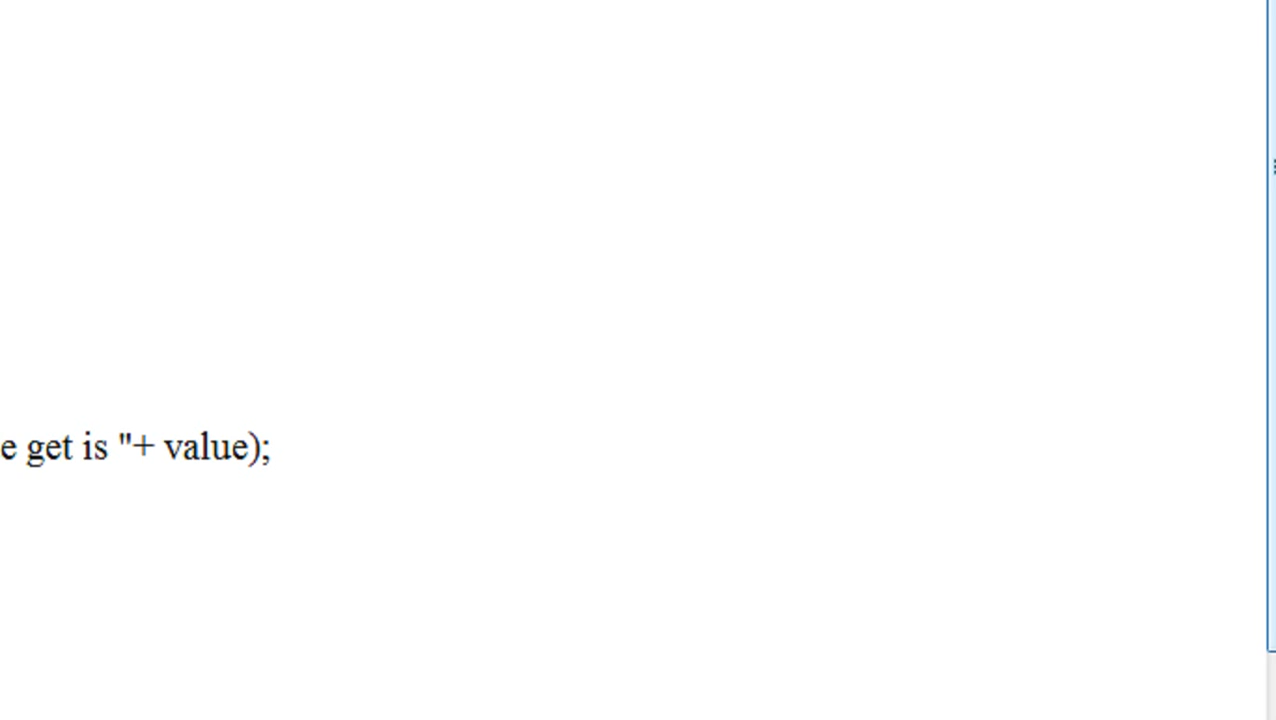 e get is "+ value);